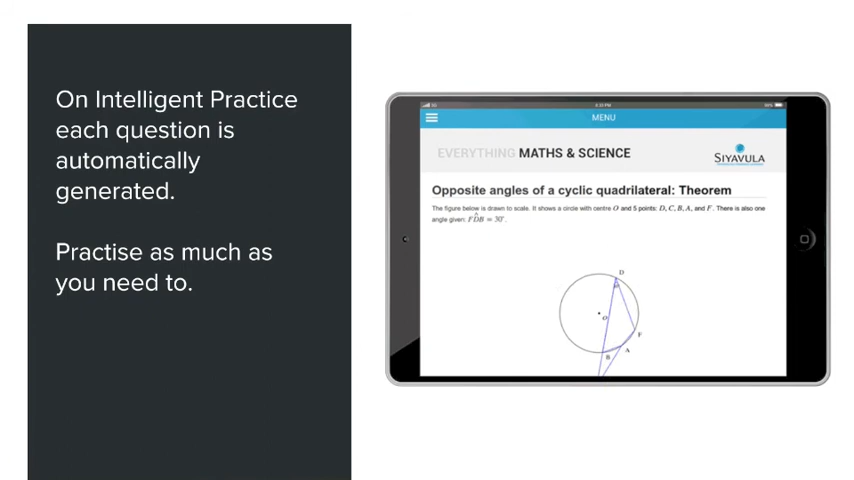 On Intelligent Practice
each question is
automatically
generated.
Practise as much as
you need to.
MENU
EVERYTHING MATHS & SCIENCE
SIYAVULA
Opposite angles of a cyclic quadrilateral: Theorem
The figure below is drawn to scale. It shows a circle with centre O and 5 points: D, C, B, A, and F. There is also one
angle given: FD̂B = 30°.
D
O
F
A
B